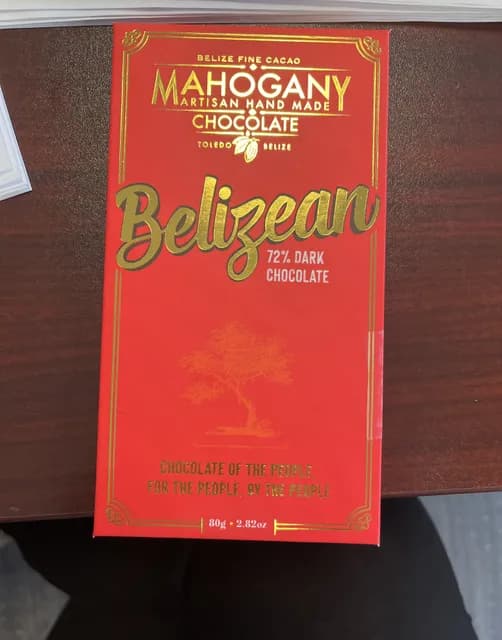 BELIZE FINE CACAO
MAHOGANY
ARTISAN HAND MADE
CHOCOLATE
TOLEDO BELIZE
Belizean
72% DARK
CHOCOLATE
CHOCOLATE OF THE PEOPLE
FOR THE PEOPLE, BY THE PEOPLE
80g • 2.82oz